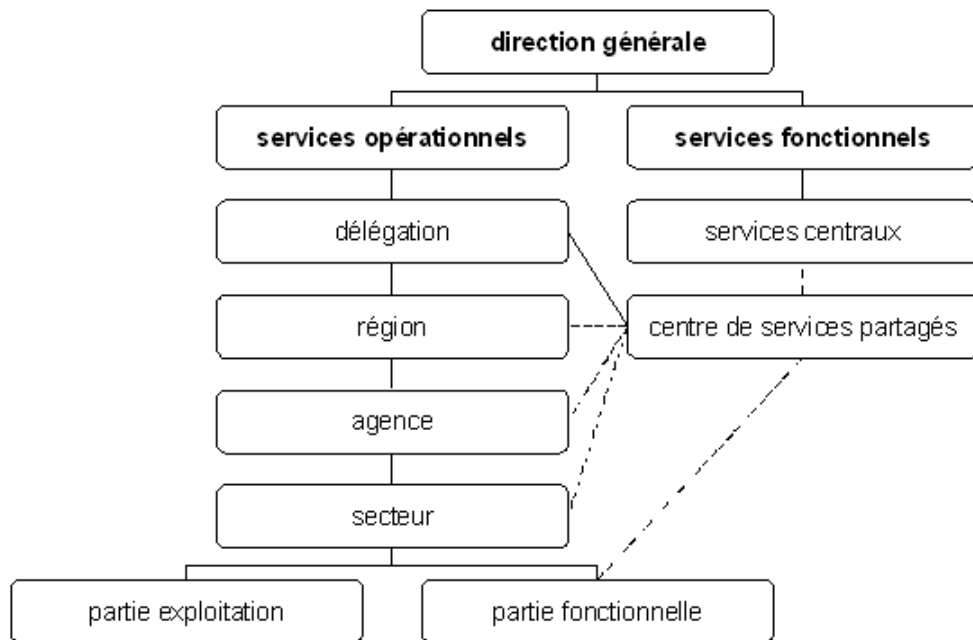 direction générale
services opérationnels
services fonctionnels
délégation
services centraux
région
centre de services partagés
agence
secteur
partie exploitation
partie fonctionnelle